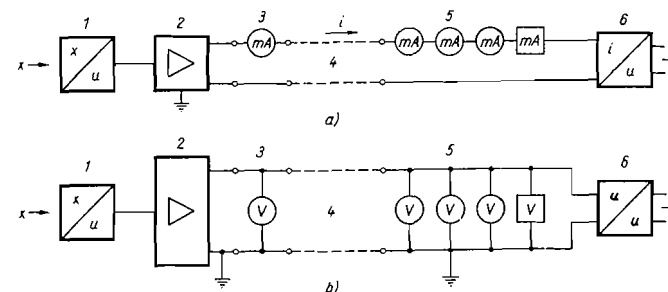 1 2 3 i 5 6
x x u mA mA mA mA mA i u
4
a)
1 2 3 5 6
x x u V V V V V u u
4
b)